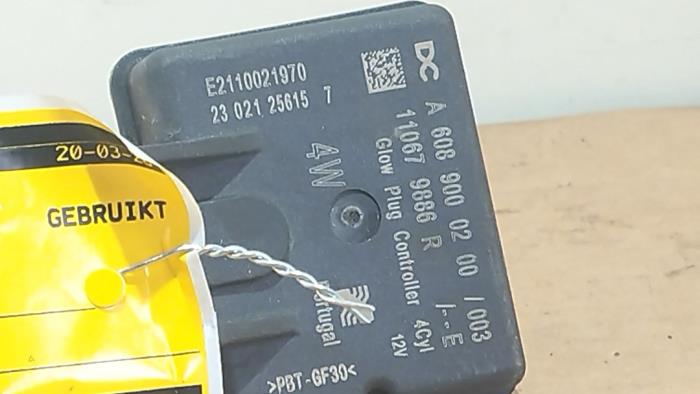 E2110021970
23 021 25615 7
4W
DC
A 608 900 02 00 /003
11067 9886 R /--E
Glow Plug Controller 4Cyl
12V
Portugal
>PBT-GF30<
20-03-
GEBRUIKT